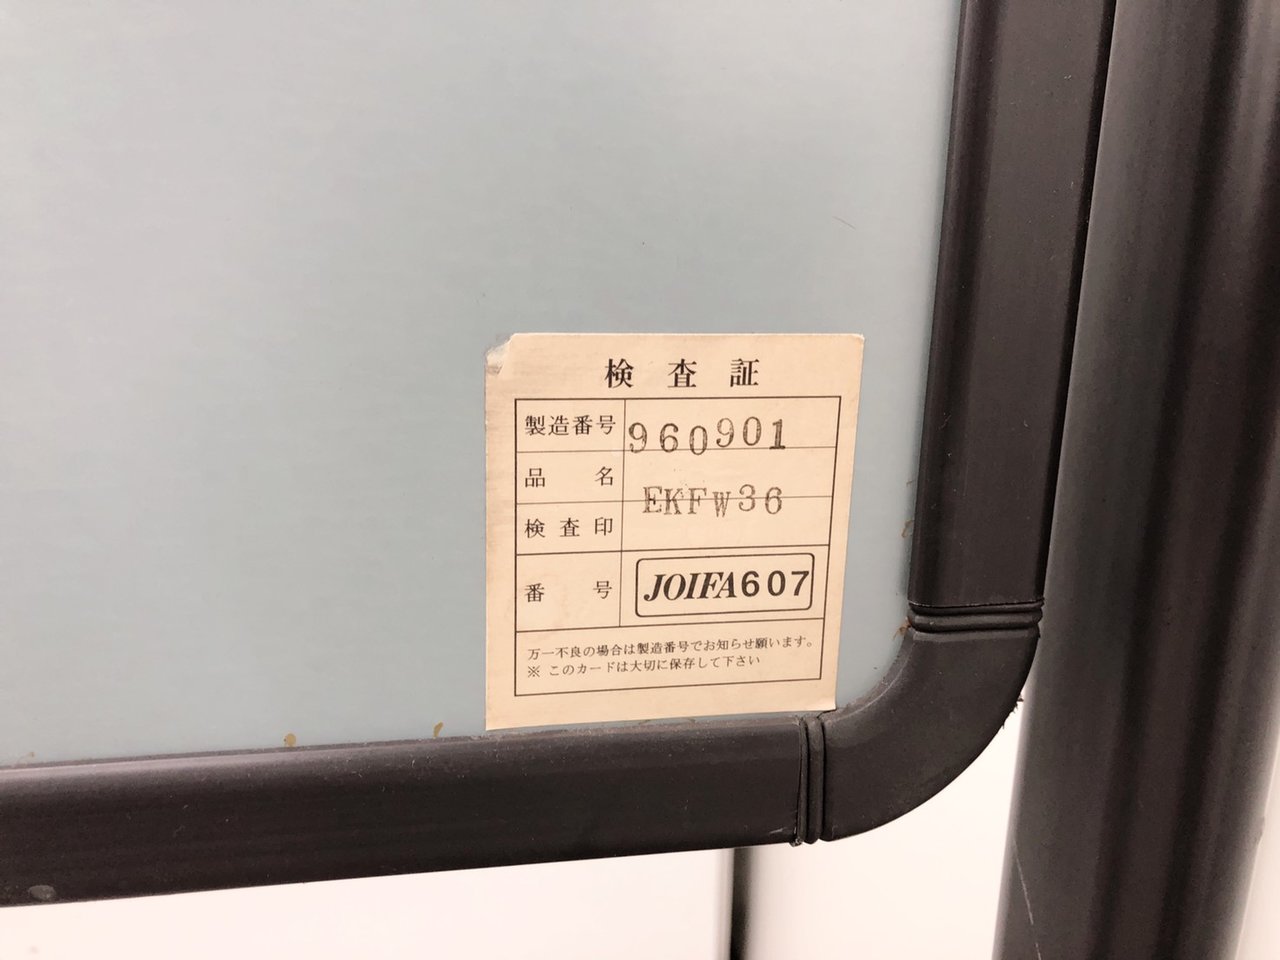 検査証
製造番号 960901
品名 EKFW36
検査印
番号 JOIFA607
万一不良の場合は製造番号でお知らせ願います。
※ このカードは大切に保存して下さい